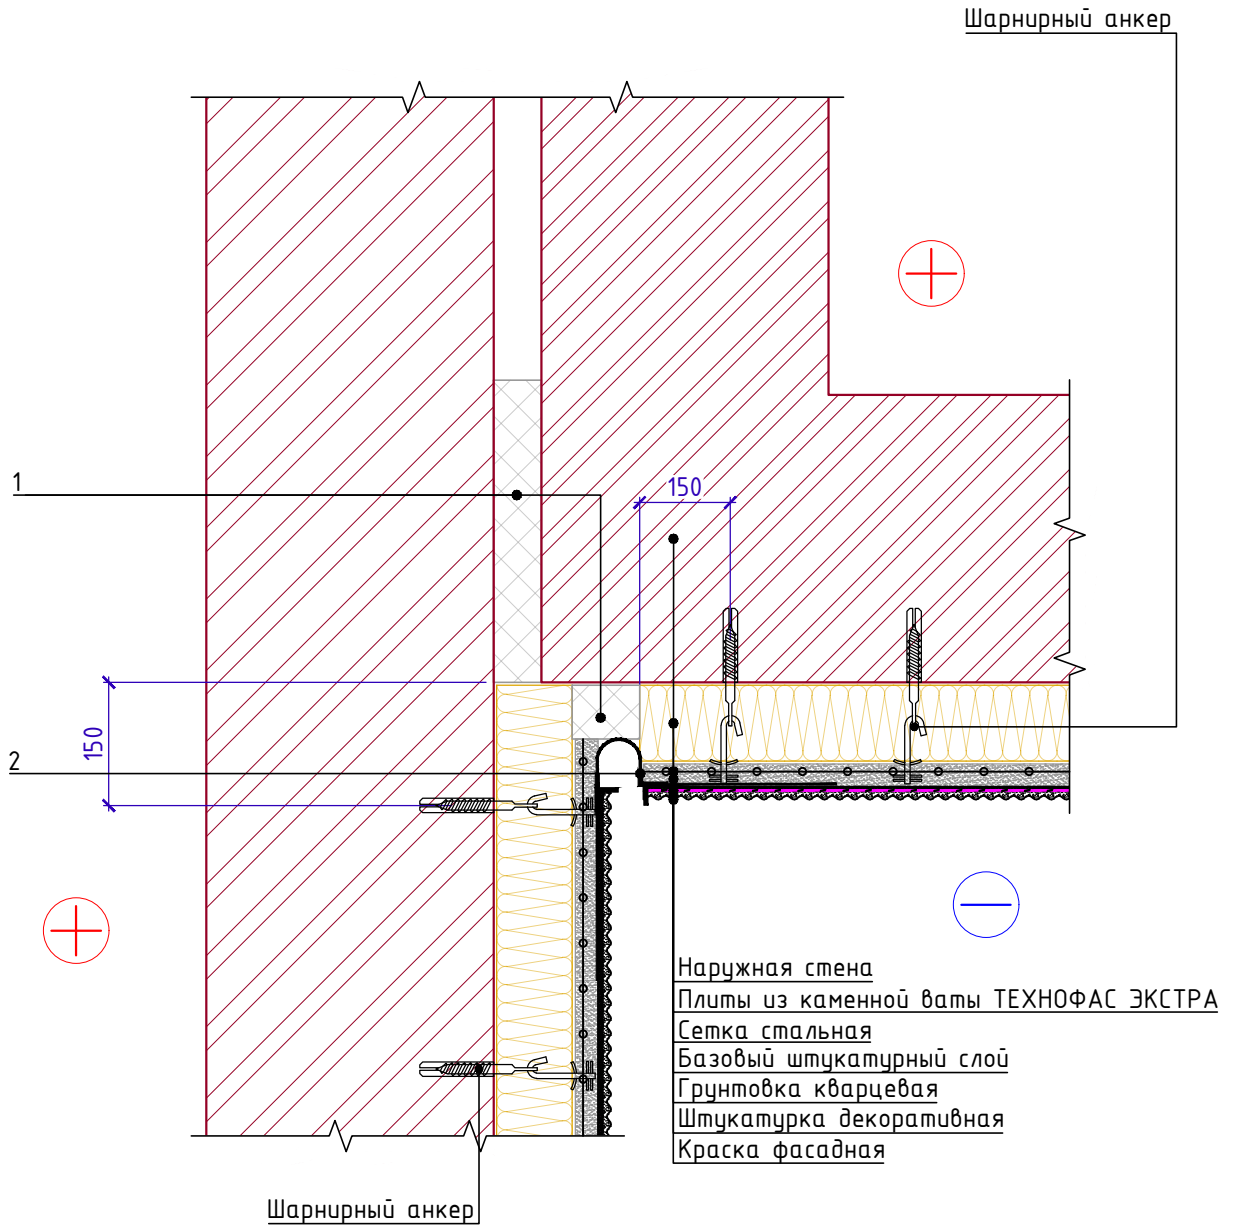 Шарнирный анкер
1
150
150
2
Наружная стена
Плиты из каменной ваты ТЕХНОФАС ЭКСТРА
Сетка стальная
Базовый штукатурный слой
Грунтовка кварцевая
Штукатурка декоративная
Краска фасадная
Шарнирный анкер